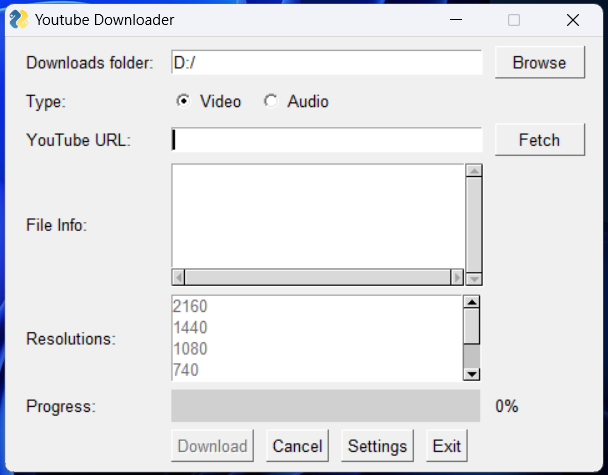 Youtube Downloader
Downloads folder: D:/ Browse
Type: Video Audio
YouTube URL: Fetch
File Info:
2160
1440
Resolutions:
1080
740
Progress: 0%
Download Cancel Settings Exit